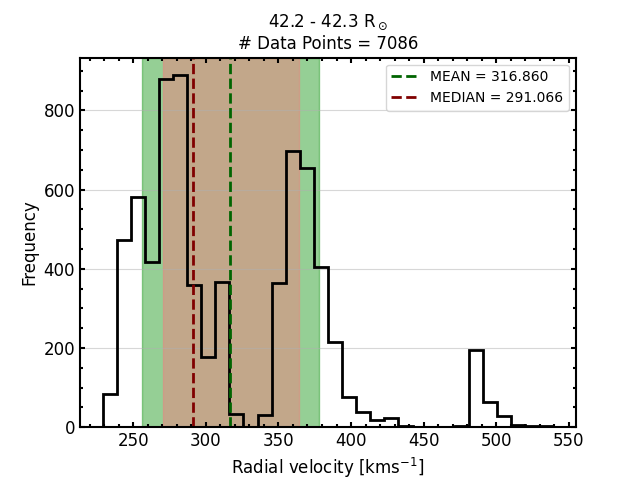 42.2 - 42.3 R⊙
# Data Points = 7086
MEAN = 316.860
MEDIAN = 291.066
800
600
400
200
0
Frequency
250 300 350 400 450 500 550
Radial velocity [kms⁻¹]